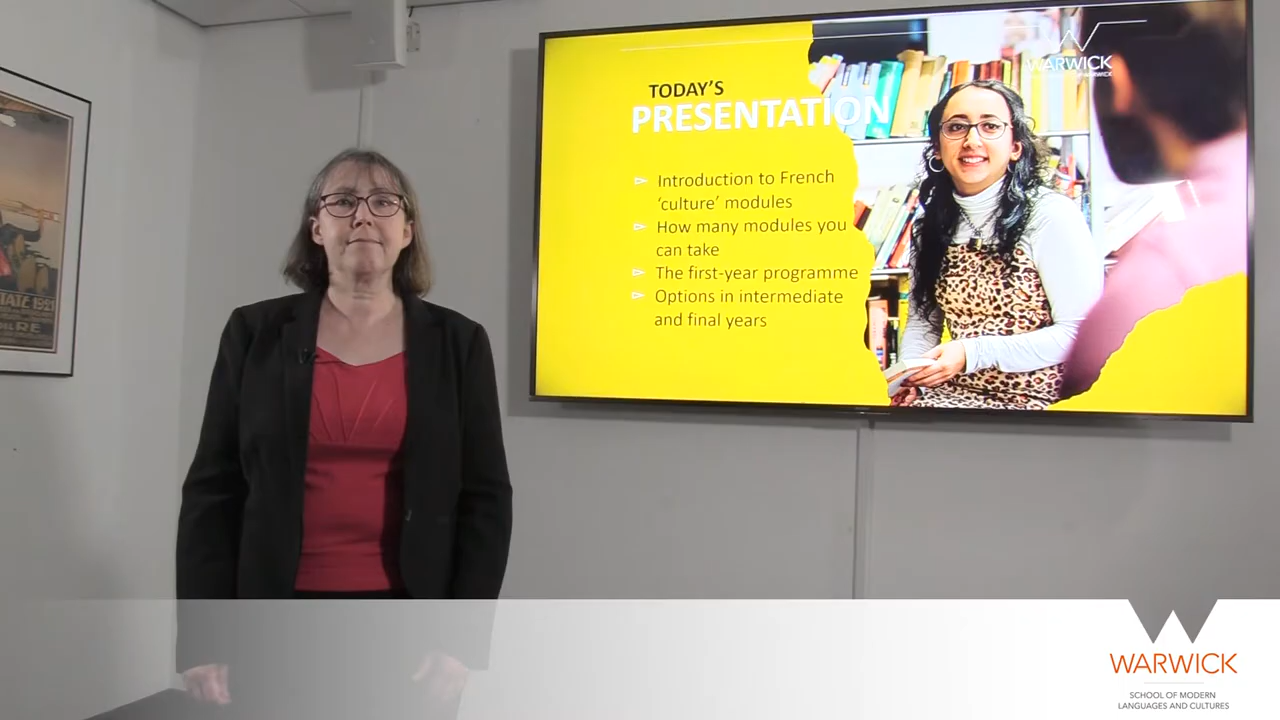 TODAY'S
PRESENTATION
Introduction to French
'culture' modules
How many modules you
can take
The first-year programme
Options in intermediate
and final years
WARWICK
WARWICK
SCHOOL OF MODERN
LANGUAGES AND CULTURES